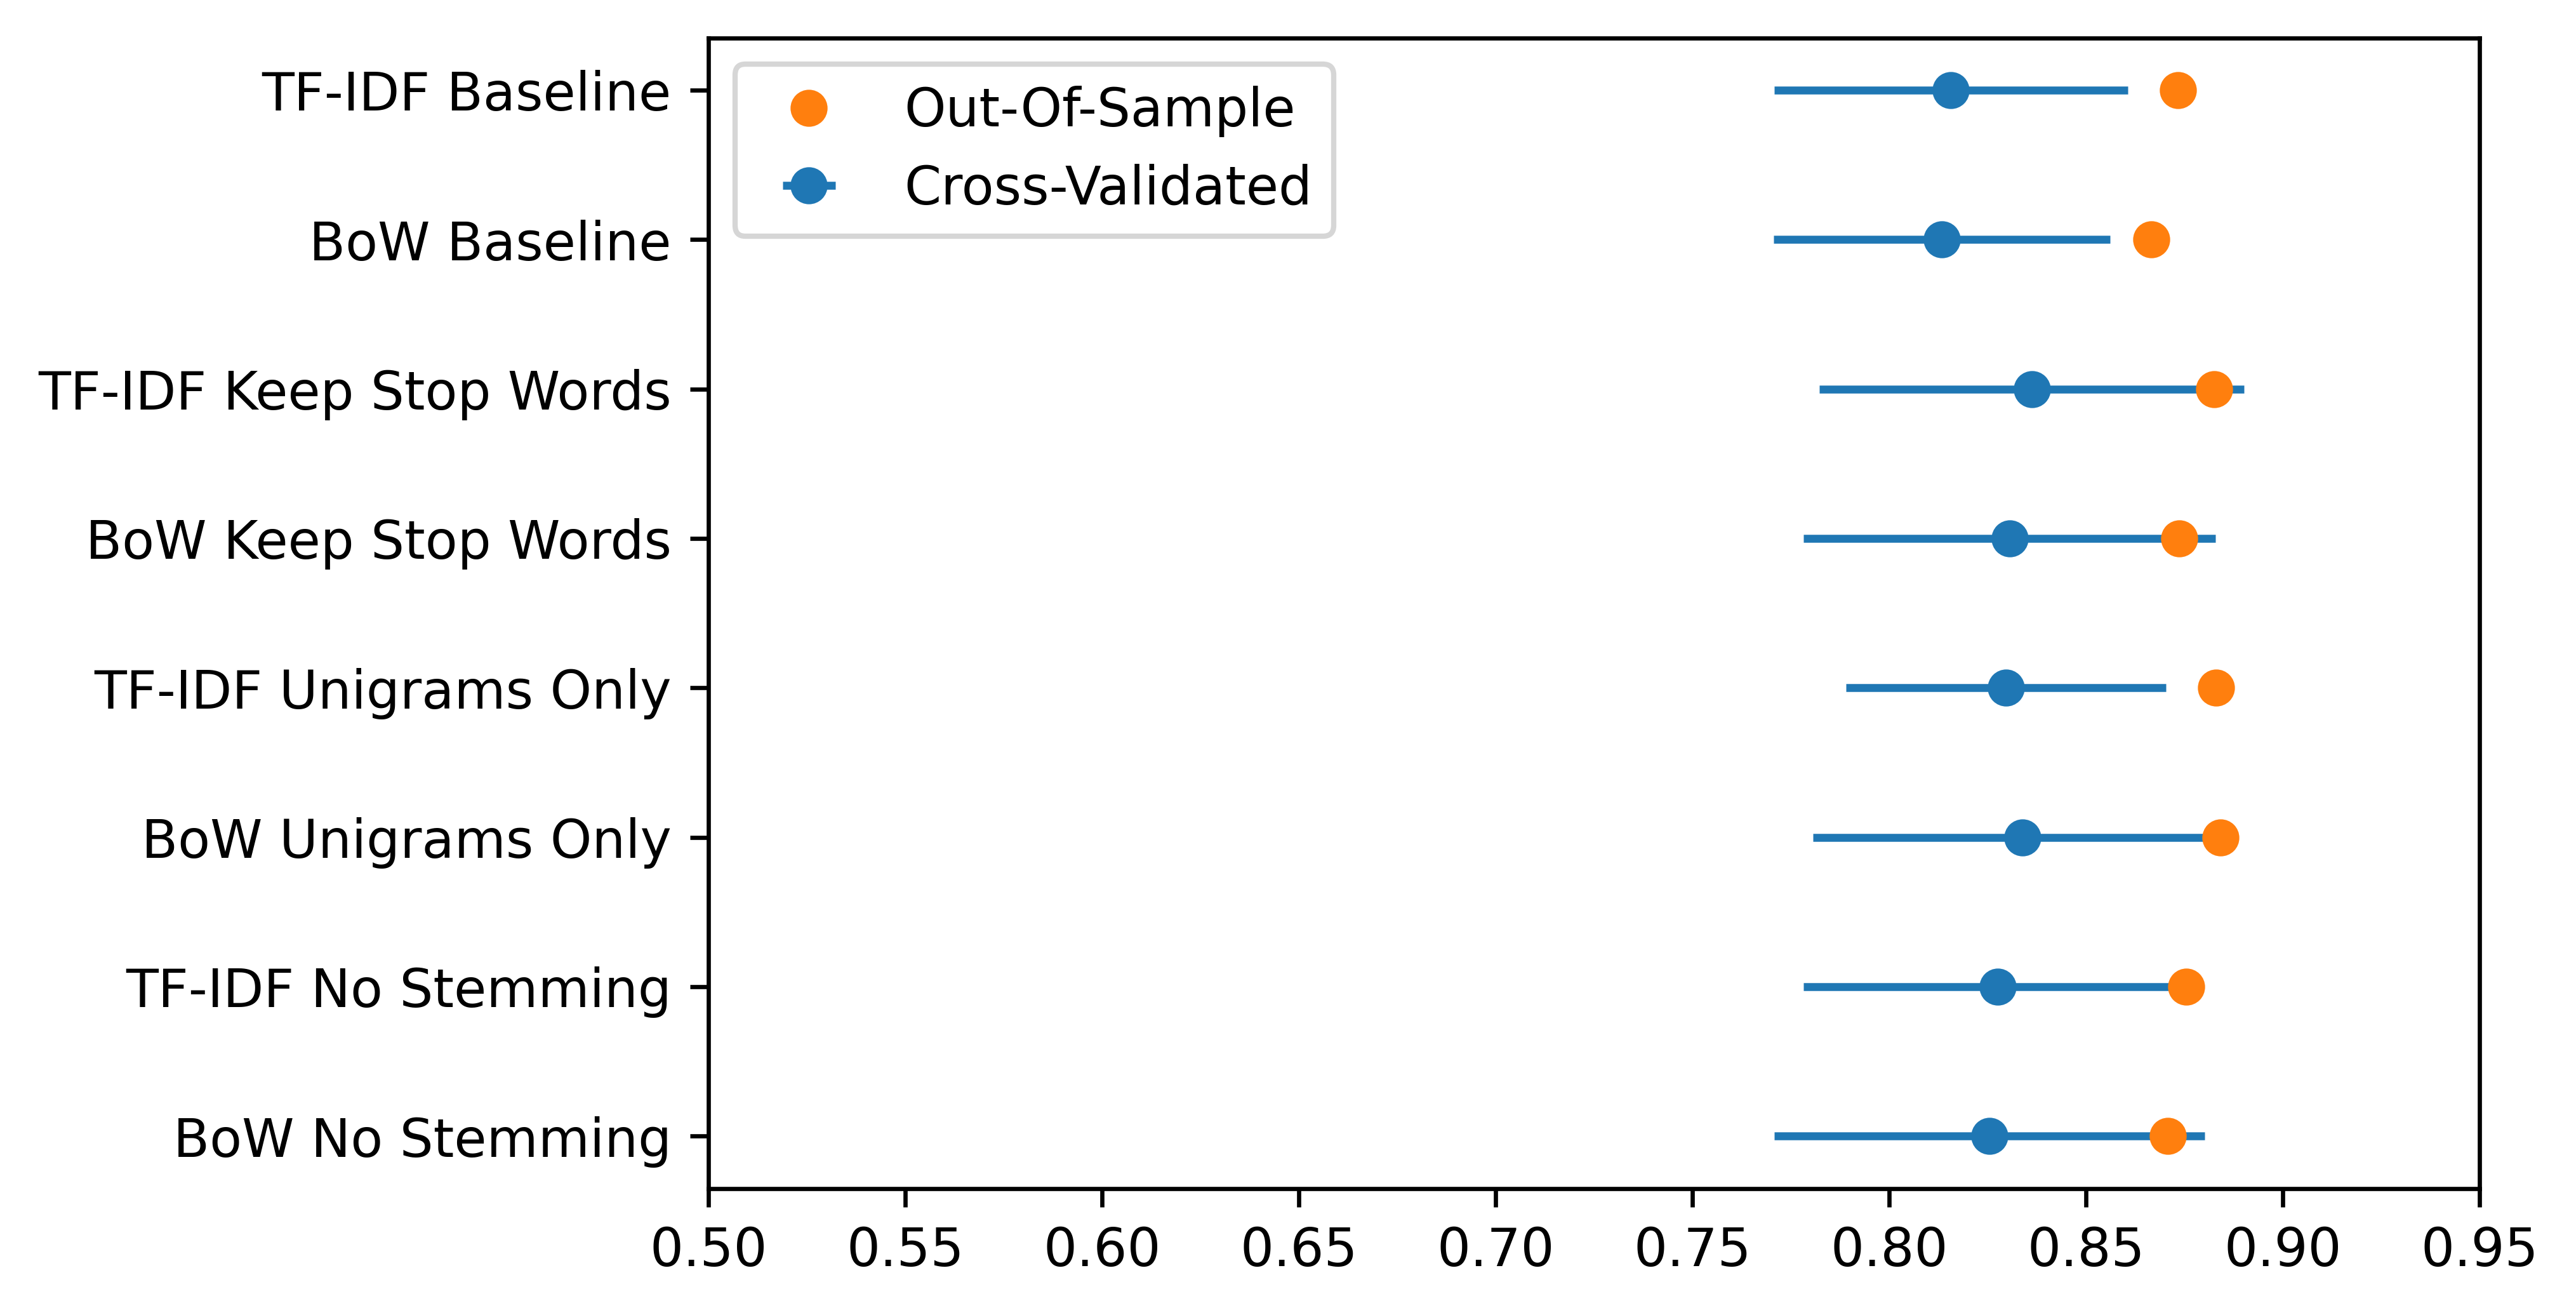 TF-IDF Baseline
BoW Baseline
TF-IDF Keep Stop Words
BoW Keep Stop Words
TF-IDF Unigrams Only
BoW Unigrams Only
TF-IDF No Stemming
BoW No Stemming
Out-Of-Sample
Cross-Validated
0.50 0.55 0.60 0.65 0.70 0.75 0.80 0.85 0.90 0.95